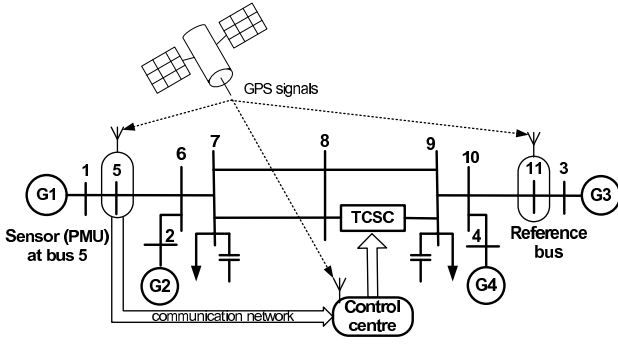 GPS signals
7
8
9
6
10
1
5
11
3
G1
G3
TCSC
Sensor (PMU)
at bus 5
2
4
Reference
bus
G2
G4
communication network
Control
centre